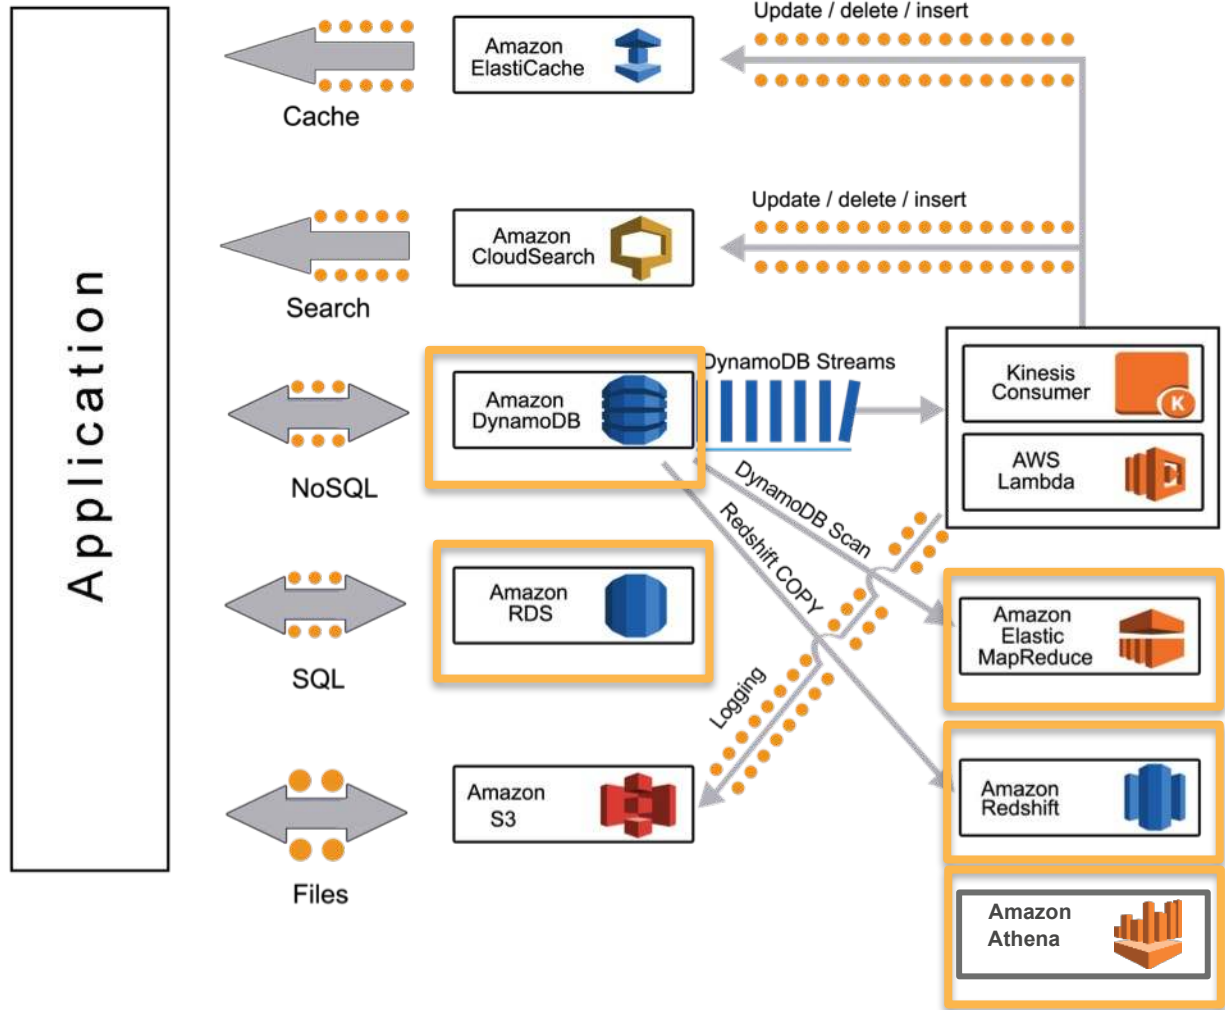 Application
Update / delete / insert
Amazon
ElastiCache
Cache
Update / delete / insert
Amazon
CloudSearch
Search
DynamoDB Streams
Amazon
DynamoDB
NoSQL
Kinesis
Consumer
K
AWS
Lambda
DynamoDB Scan
Redshift COPY
Logging
Amazon
RDS
SQL
Amazon
Elastic
MapReduce
Amazon
S3
Files
Amazon
Redshift
Amazon
Athena